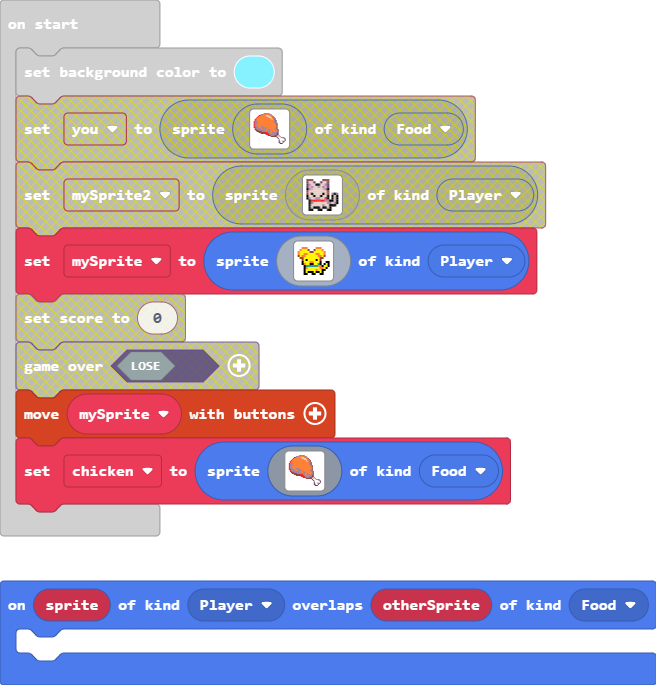 on start
set background color to
set you to sprite of kind Food
set mySprite2 to sprite of kind Player
set mySprite to sprite of kind Player
set score to 0
game over LOSE
move mySprite with buttons
set chicken to sprite of kind Food
on sprite of kind Player overlaps otherSprite of kind Food